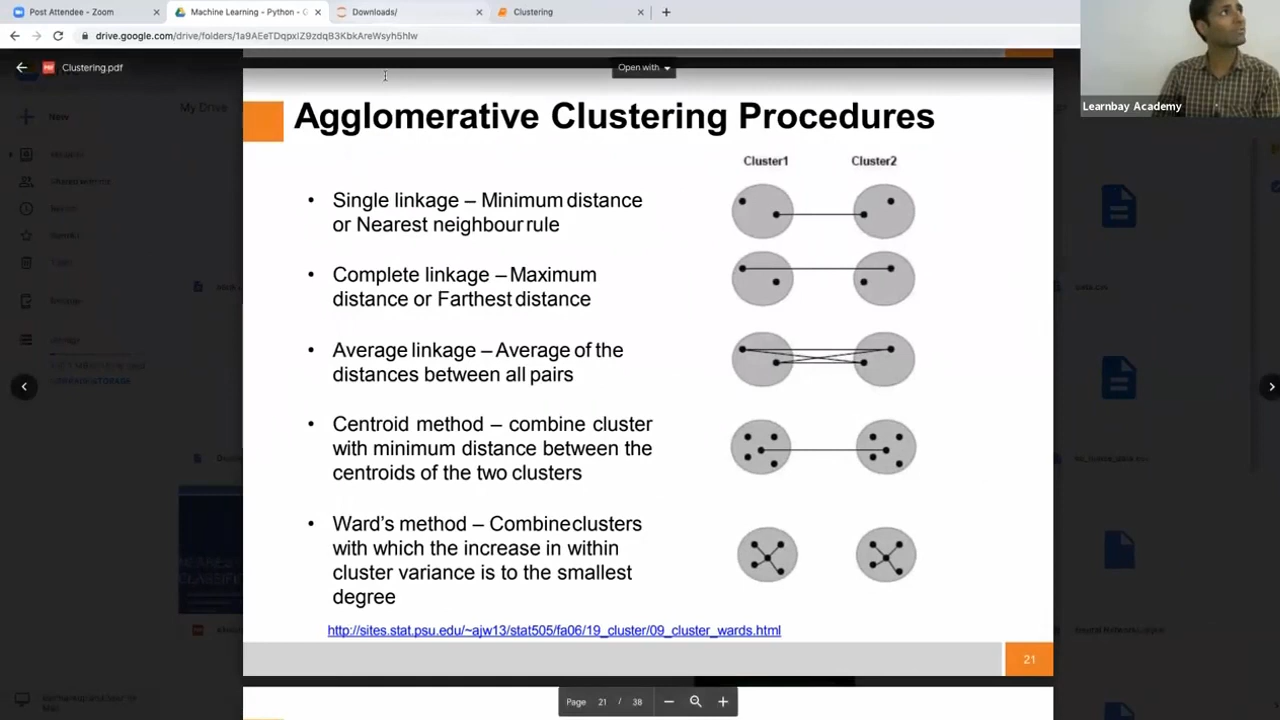 Post Attendee - Zoom
Machine Learning - Python - G
Downloads/
Clustering
drive.google.com/drive/folders/1a9AEeTDqpxIZ9zdqB3KbkAreWsyh5hIw
Clustering.pdf
Open with
Learnbay Academy
My Drive
New
Agglomerative Clustering Procedures
Cluster1 Cluster2
• Single linkage – Minimum distance
or Nearest neighbour rule
• Complete linkage – Maximum
distance or Farthest distance
• Average linkage – Average of the
distances between all pairs
• Centroid method – combine cluster
with minimum distance between the
centroids of the two clusters
• Ward's method – Combine clusters
with which the increase in within
cluster variance is to the smallest
degree
http://sites.stat.psu.edu/~ajw13/stat505/fa06/19_cluster/09_cluster_wards.html
21
Page 21 / 38